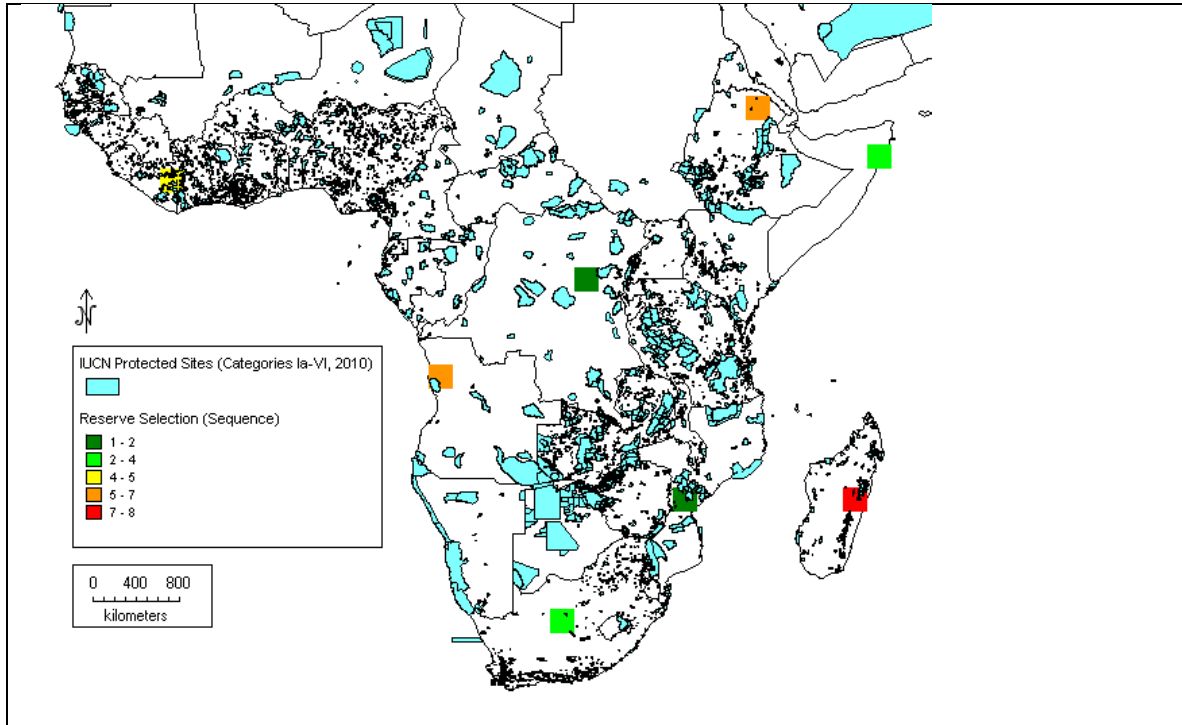 N
IUCN Protected Sites (Categories Ia-VI, 2010)
Reserve Selection (Sequence)
1 - 2
2 - 4
4 - 5
5 - 7
7 - 8
0 400 800
kilometers